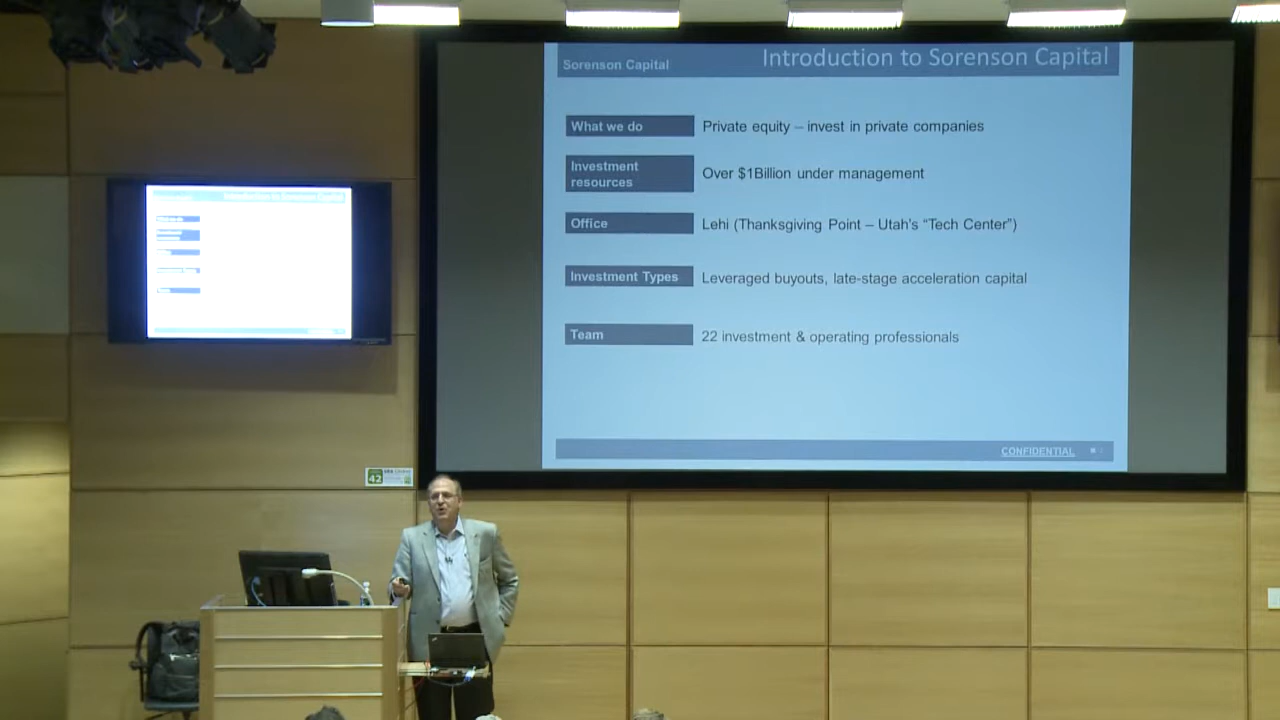 Sorenson Capital
Introduction to Sorenson Capital
What we do
Private equity – invest in private companies
Investment
resources
Over $1Billion under management
Office
Lehi (Thanksgiving Point – Utah's “Tech Center”)
Investment Types
Leveraged buyouts, late-stage acceleration capital
Team
22 investment & operating professionals
CONFIDENTIAL
42